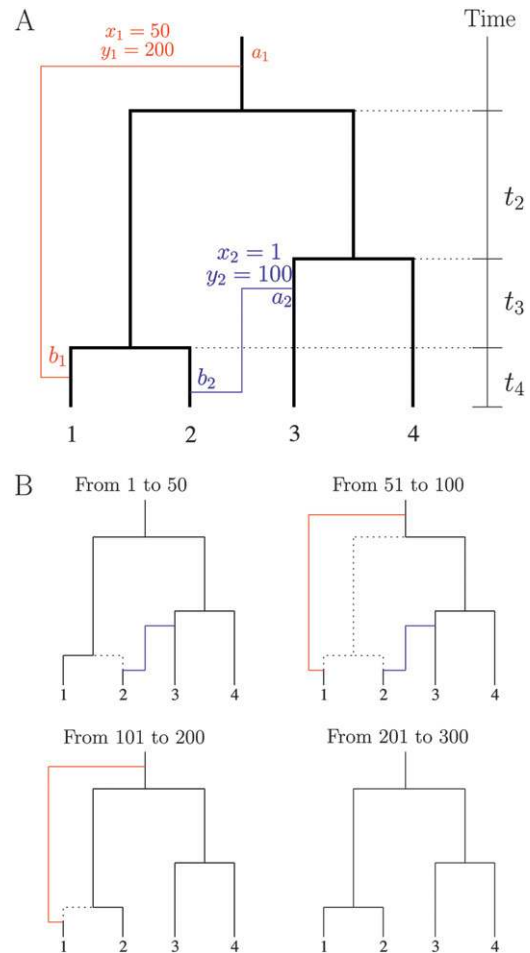 A
Time
x₁ = 50
y₁ = 200
a₁
t₂
x₂ = 1
y₂ = 100
a₂
t₃
b₁
b₂
t₄
1 2 3 4
B
From 1 to 50
From 51 to 100
1 2 3 4
1 2 3 4
From 101 to 200
From 201 to 300
1 2 3 4
1 2 3 4